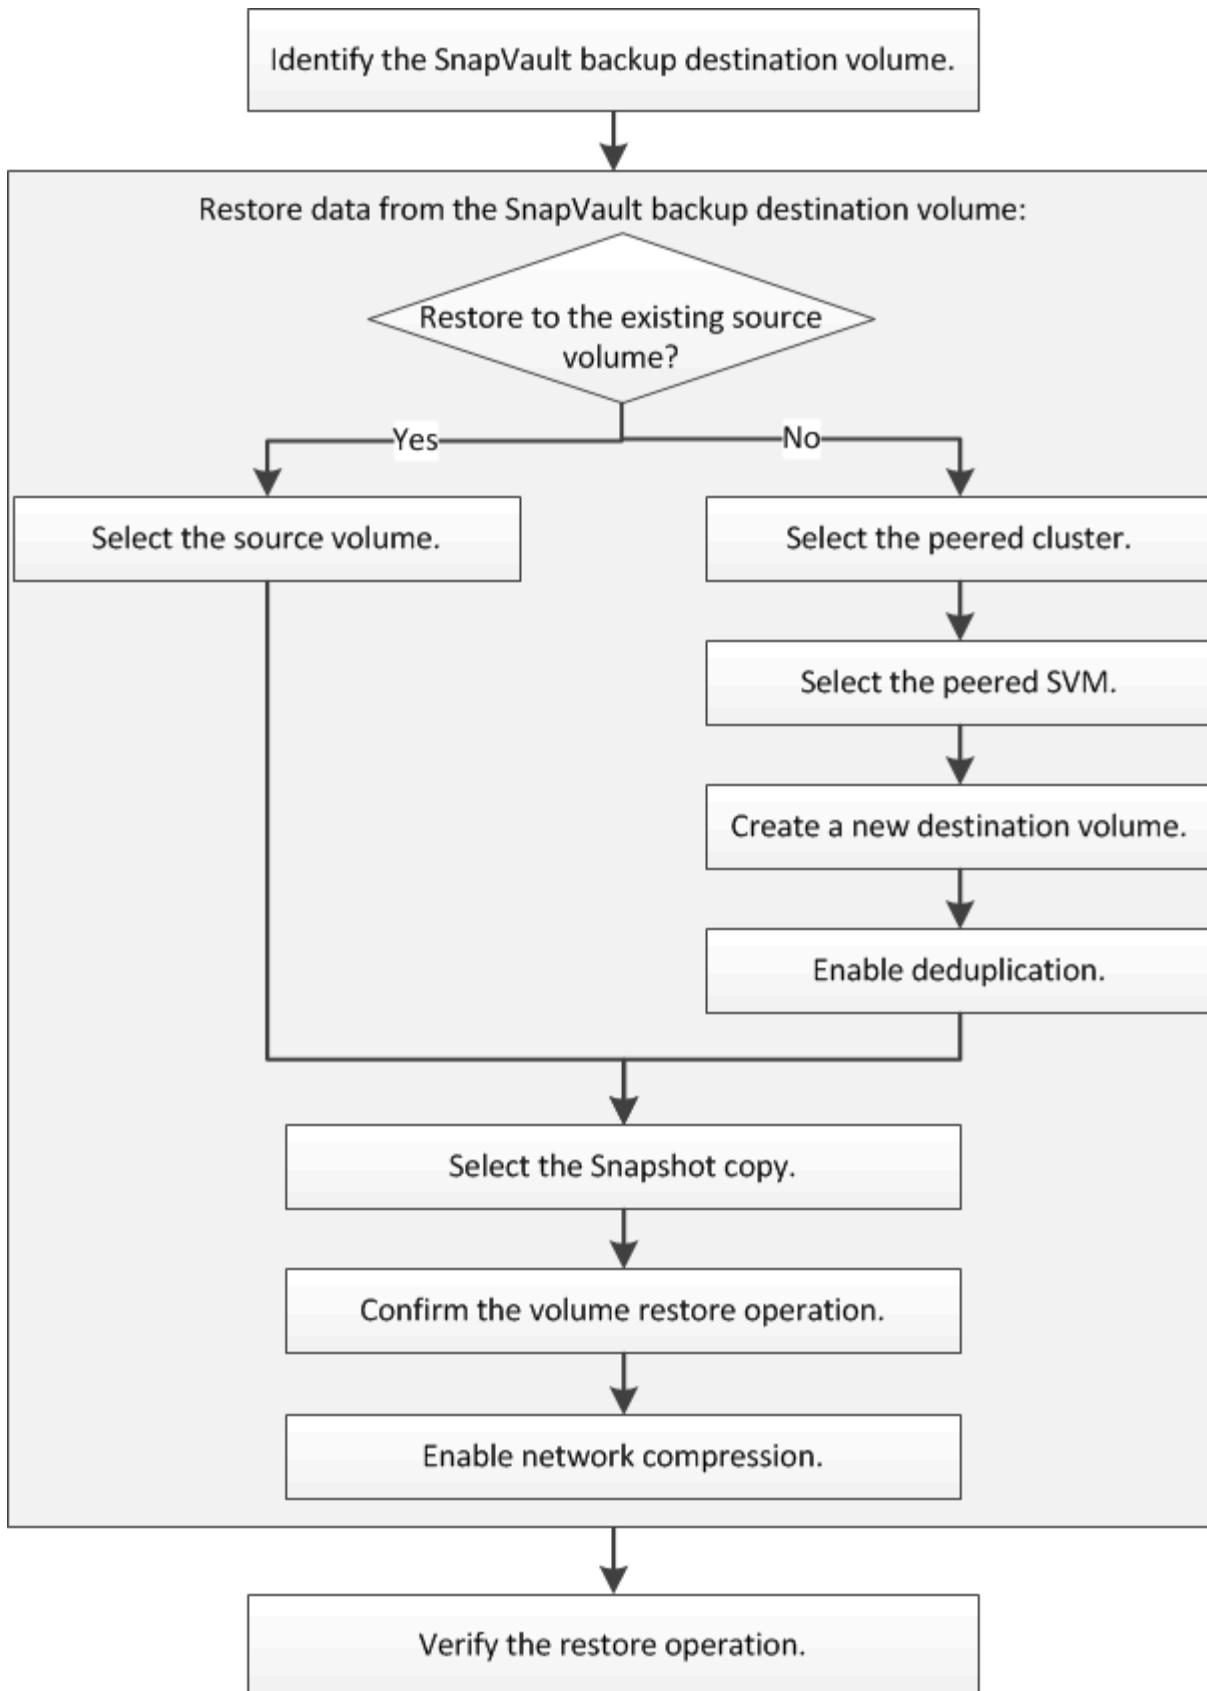 Identify the SnapVault backup destination volume.
Restore data from the SnapVault backup destination volume:
Restore to the existing source
volume?
Yes
No
Select the source volume.
Select the peered cluster.
Select the peered SVM.
Create a new destination volume.
Enable deduplication.
Select the Snapshot copy.
Confirm the volume restore operation.
Enable network compression.
Verify the restore operation.